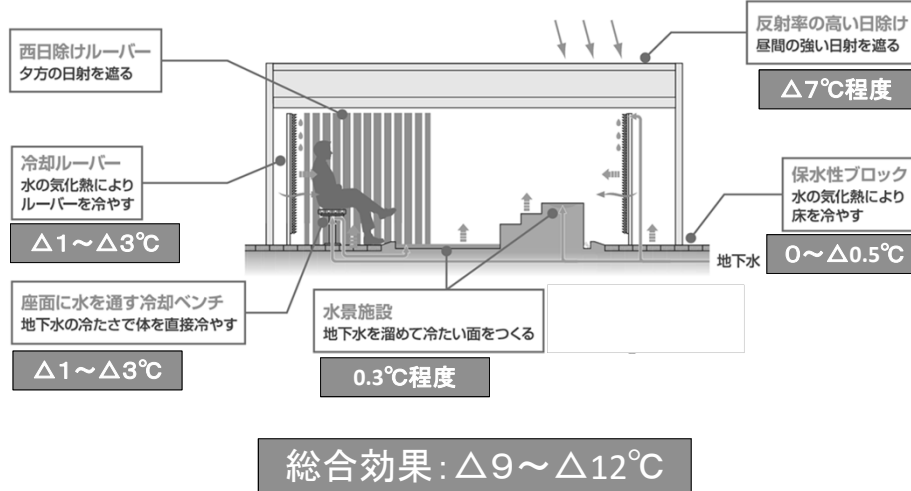 反射率の高い日除け
昼間の強い日射を遮る
△7℃程度
西日除けルーバー
夕方の日射を遮る
冷却ルーバー
水の気化熱により
ルーバーを冷やす
△1～△3℃
保水性ブロック
水の気化熱により
床を冷やす
0～△0.5℃
地下水
座面に水を通す冷却ベンチ
地下水の冷たさで体を直接冷やす
△1～△3℃
水景施設
地下水を溜めて冷たい面をつくる
0.3℃程度
総合効果:△9～△12℃